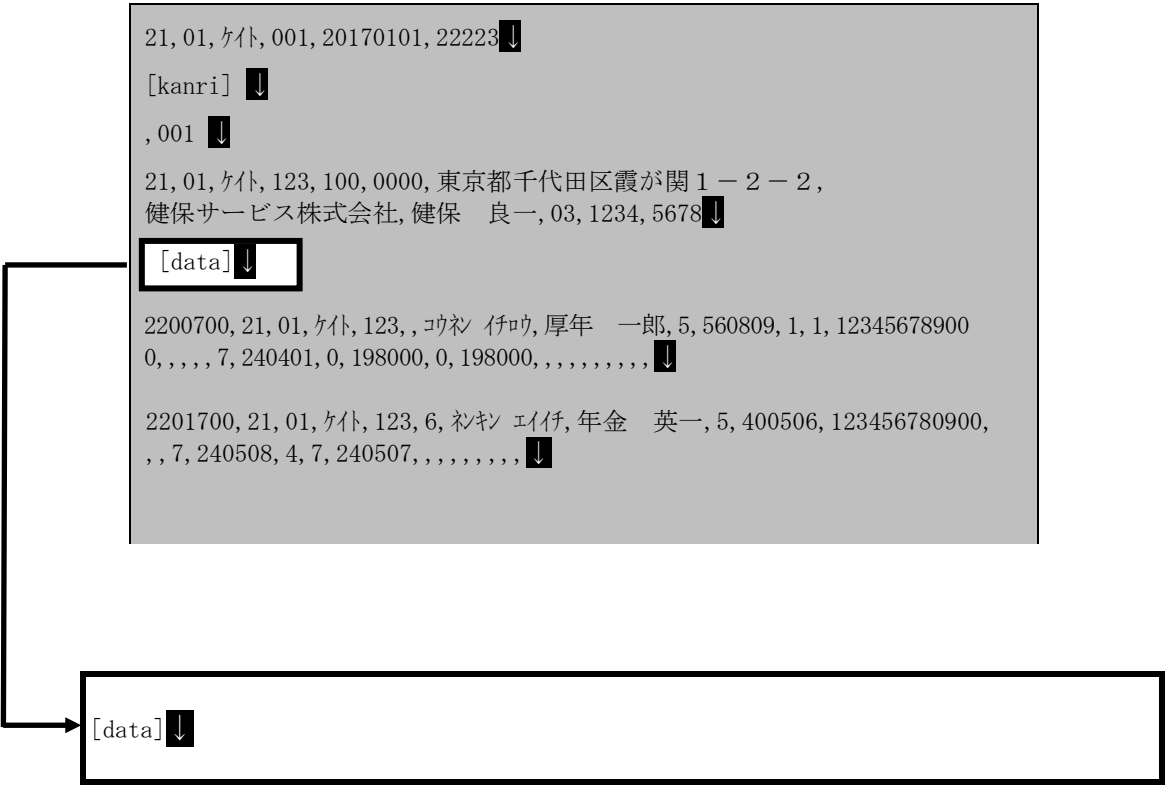 21,01,ｹｲﾄ,001,20170101,22223↓
[kanri] ↓
,001 ↓
21,01,ｹｲﾄ,123,100,0000,東京都千代田区霞が関１－２－２,
健保サービス株式会社,健保　良一,03,1234,5678↓
[data]↓
2200700,21,01,ｹｲﾄ,123,,ｺｳﾈﾝ ｲﾁﾛｳ,厚年　一郎,5,560809,1,1,12345678900
0,,,,,7,240401,0,198000,0,198000,,,,,,,,,,↓
2201700,21,01,ｹｲﾄ,123,6,ﾈﾝｷﾝ ｴｲｲﾁ,年金　英一,5,400506,123456780900,
,,7,240508,4,7,240507,,,,,,,,,↓
[data]↓